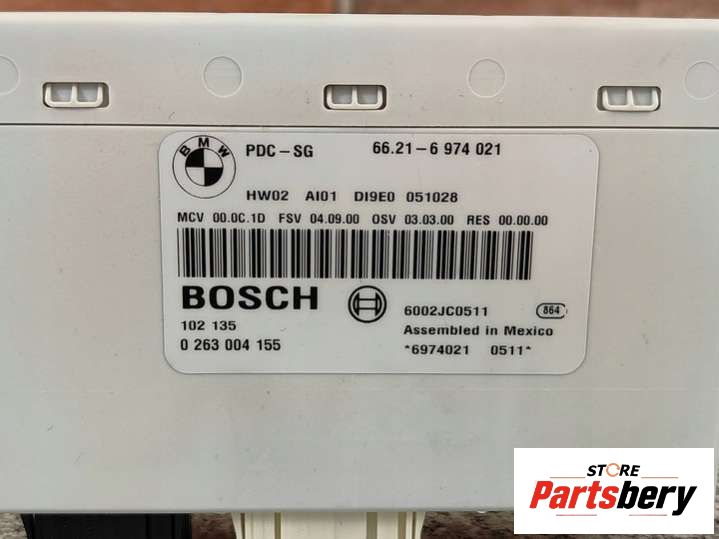 BMW
PDC-SG 66.21-6 974 021
HW02 AI01 DI9E0 051028
MCV 00.0C.1D FSV 04.09.00 OSV 03.03.00 RES 00.00.00
BOSCH 6002JC0511 864
102 135 Assembled in Mexico
0 263 004 155 *6974021 0511*
STORE
Partsbery